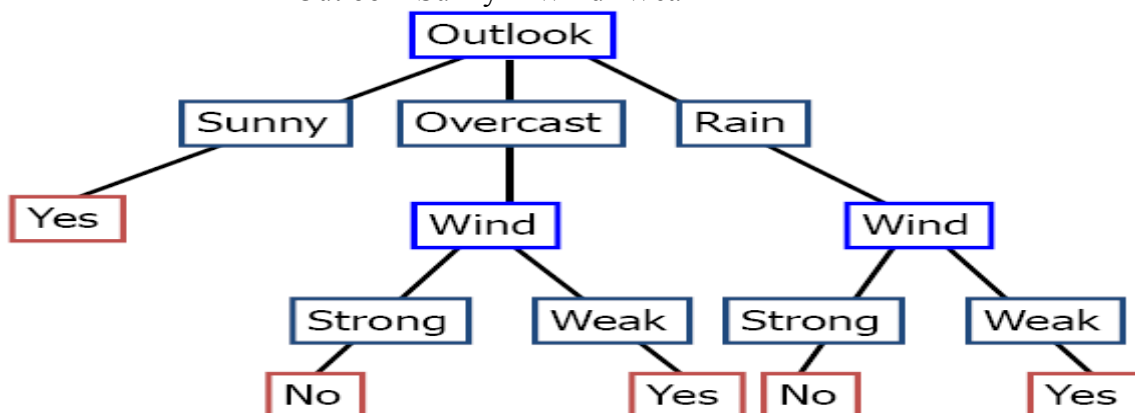 Outlook
Sunny Overcast Rain
Yes Wind Wind
Strong Weak Strong Weak
No Yes No Yes